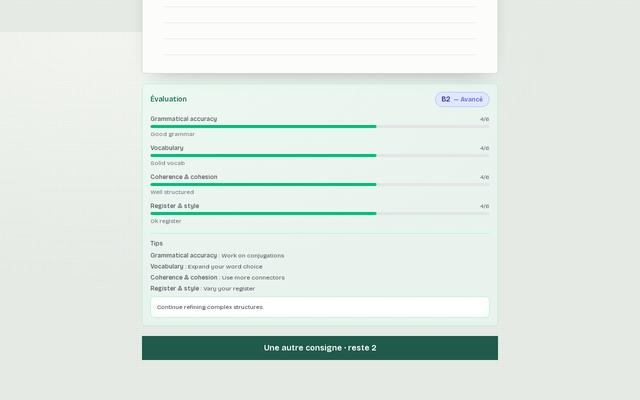 Évaluation
B2 — Avancé
Grammatical accuracy 4/6
Good grammar
Vocabulary 4/6
Solid vocab
Coherence & cohesion 4/6
Well structured
Register & style 4/6
Ok register
Tips
Grammatical accuracy : Work on conjugations
Vocabulary : Expand your word choice
Coherence & cohesion : Use more connectors
Register & style : Vary your register
Continue refining complex structures.
Une autre consigne · reste 2